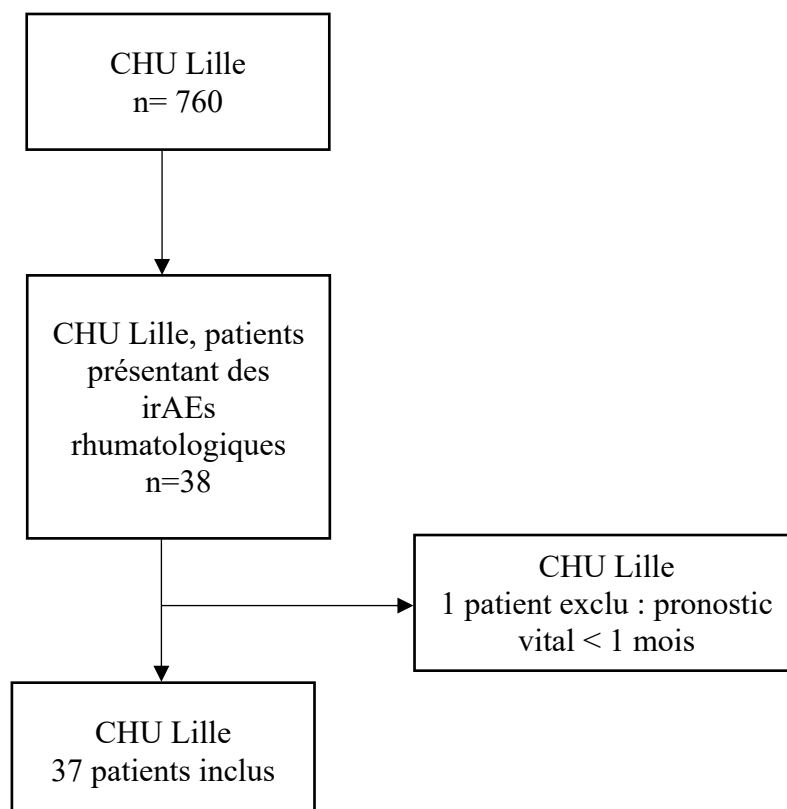 CHU Lille
n= 760
CHU Lille, patients
présentant des
irAEs
rhumatologiques
n=38
CHU Lille
1 patient exclu : pronostic
vital < 1 mois
CHU Lille
37 patients inclus